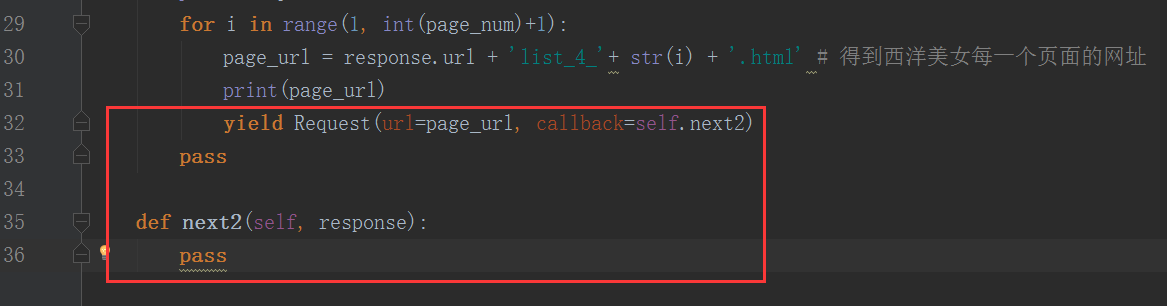 29 for i in range(1, int(page_num)+1):
30 page_url = response.url + 'list_4_'+ str(i) + '.html' # 得到西洋美女每一个页面的网址
31 print(page_url)
32 yield Request(url=page_url, callback=self.next2)
33 pass
34
35 def next2(self, response):
36 pass